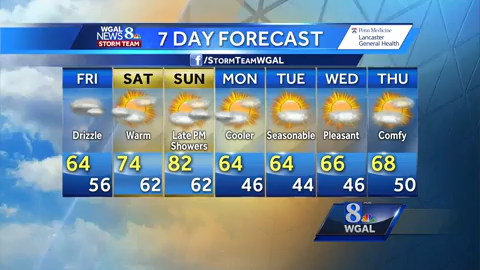 WGAL
NEWS 8
STORM TEAM
7 DAY FORECAST
Penn Medicine
Lancaster
General Health
f/STORMTEAMWGAL
FRI SAT SUN MON TUE WED THU
Drizzle Warm Late PM Showers Cooler Seasonable Pleasant Comfy
64 74 82 64 64 66 68
56 62 62 46 44 46 50
8
WGAL